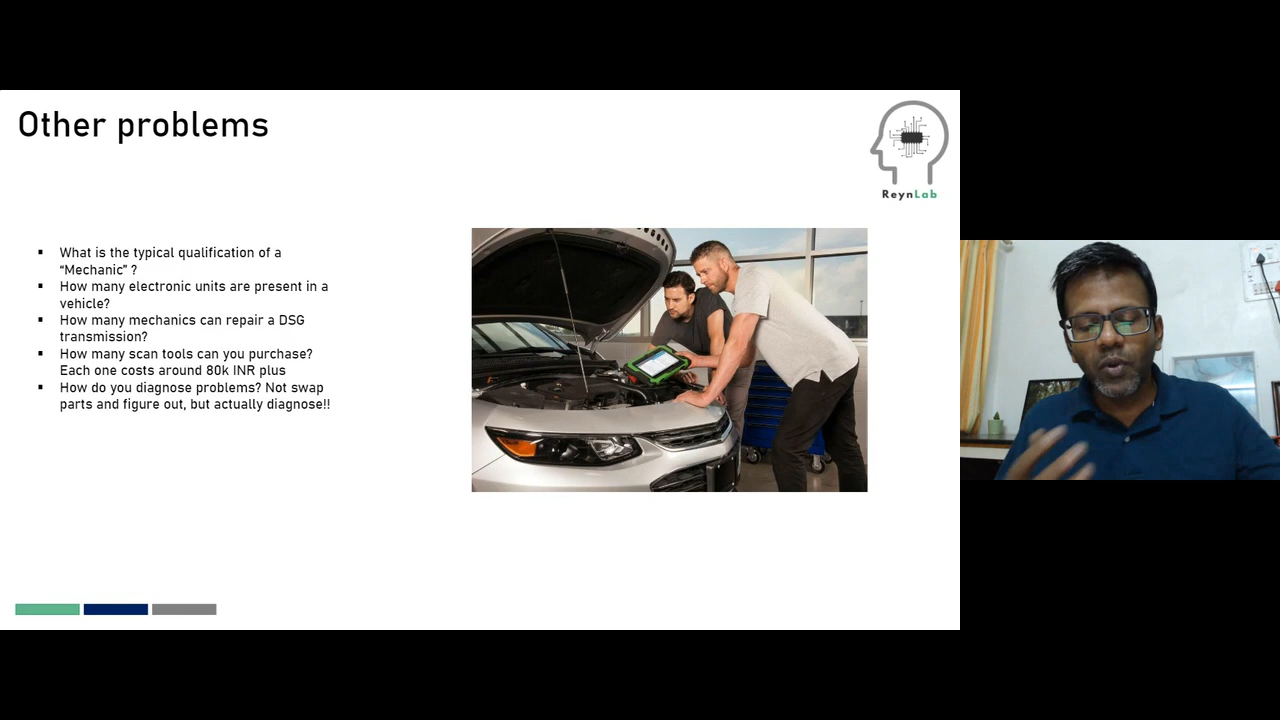 Other problems
ReynLab
▪ What is the typical qualification of a
“Mechanic” ?
▪ How many electronic units are present in a
vehicle?
▪ How many mechanics can repair a DSG
transmission?
▪ How many scan tools can you purchase?
Each one costs around 80k INR plus
▪ How do you diagnose problems? Not swap
parts and figure out, but actually diagnose!!